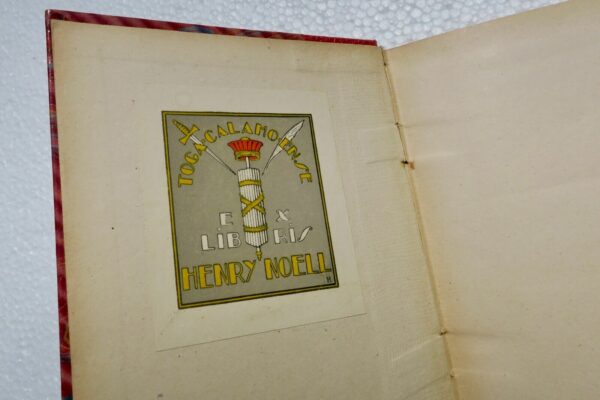 TOGA CALAMO ENSE
EX
LIBRIS
HENRY NOELL